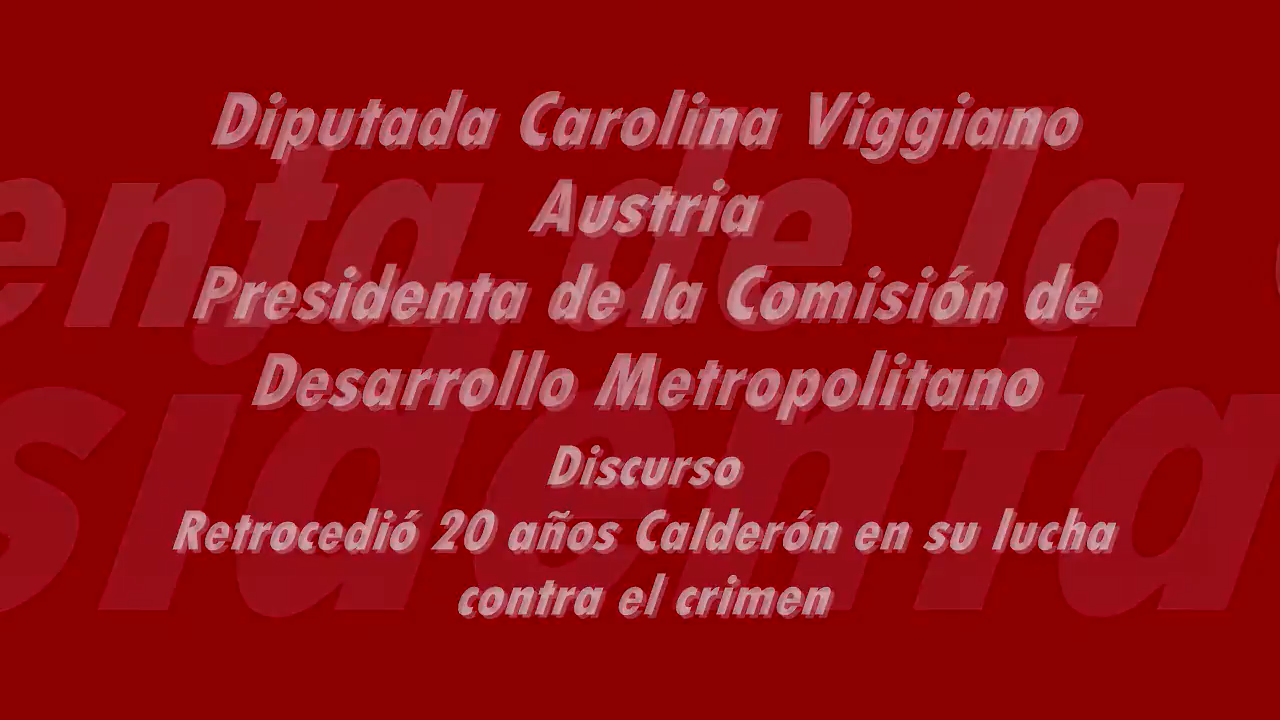 Diputada Carolina Viggiano
Austria
Presidenta de la Comisión de
Desarrollo Metropolitano
Discurso
Retrocedió 20 años Calderón en su lucha
contra el crimen